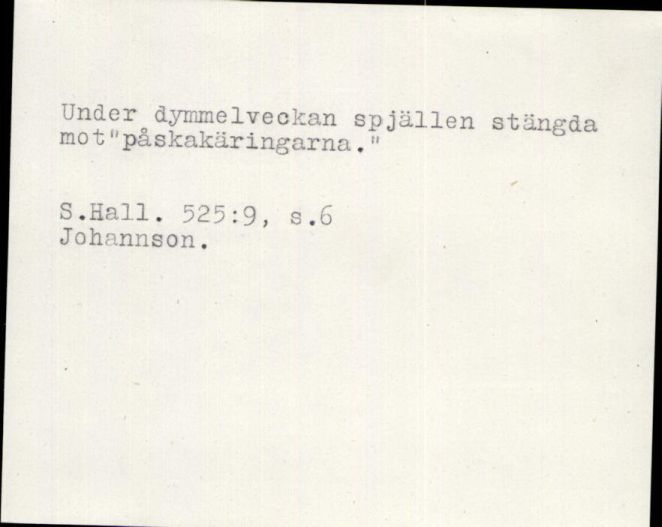 Under dymmelveckan spjällen stängda
mot"påskakäringarna."
S.Hall. 525:9, s.6
Johannson.